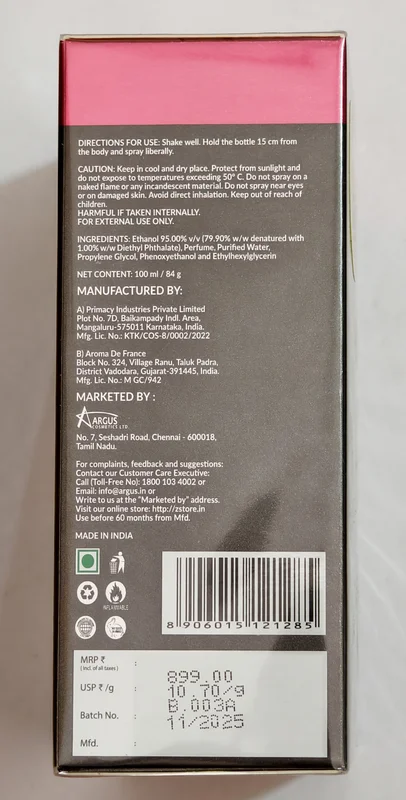 DIRECTIONS FOR USE: Shake well. Hold the bottle 15 cm from
the body and spray liberally.
CAUTION: Keep in cool and dry place. Protect from sunlight and
do not expose to temperatures exceeding 50° C. Do not spray on a
naked flame or any incandescent material. Do not spray near eyes
or on damaged skin. Avoid direct inhalation. Keep out of reach of
children.
HARMFUL IF TAKEN INTERNALLY.
FOR EXTERNAL USE ONLY.
INGREDIENTS: Ethanol 95.00% v/v (79.90% w/w denatured with
1.00% w/w Diethyl Phthalate), Perfume, Purified Water,
Propylene Glycol, Phenoxyethanol and Ethylhexylglycerin
NET CONTENT: 100 ml / 84 g
MANUFACTURED BY:
A) Primacy Industries Private Limited
Plot No. 7D, Baikampady Indl. Area,
Mangaluru-575011 Karnataka, India.
Mfg. Lic. No.: KTK/COS-8/0002/2022
B) Aroma De France
Block No. 324, Village Ranu, Taluk Padra,
District Vadodara, Gujarat-391445, India.
Mfg. Lic. No.: M GC/942
MARKETED BY :
ARGUS
COSMETICS LTD.
No. 7, Seshadri Road, Chennai - 600018,
Tamil Nadu.
For complaints, feedback and suggestions:
Contact our Customer Care Executive:
Call (Toll-Free No): 1800 103 4002 or
Email: info@argus.in or
Write to us at the "Marketed by" address.
Visit our online store: http://zstore.in
Use before 60 months from Mfd.
MADE IN INDIA
INFLAMMABLE
8 906015 121285
MRP ₹ : 899.00
( Incl. of all taxes )
USP ₹ /g : 10.70/g
Batch No. : B.003A
Mfd. : 11/2025